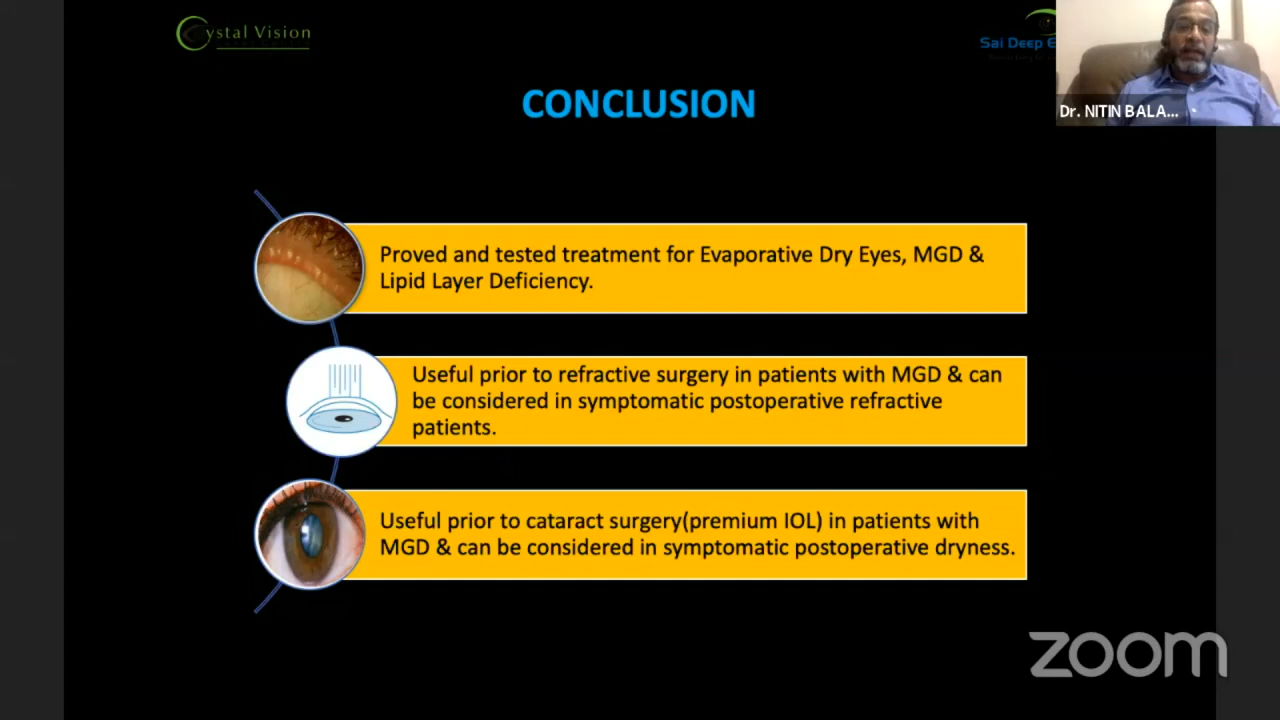 Crystal Vision
Sai Deep E
CONCLUSION
Dr. NITIN BALA...
Proved and tested treatment for Evaporative Dry Eyes, MGD &
Lipid Layer Deficiency.
Useful prior to refractive surgery in patients with MGD & can
be considered in symptomatic postoperative refractive
patients.
Useful prior to cataract surgery(premium IOL) in patients with
MGD & can be considered in symptomatic postoperative dryness.
zoom